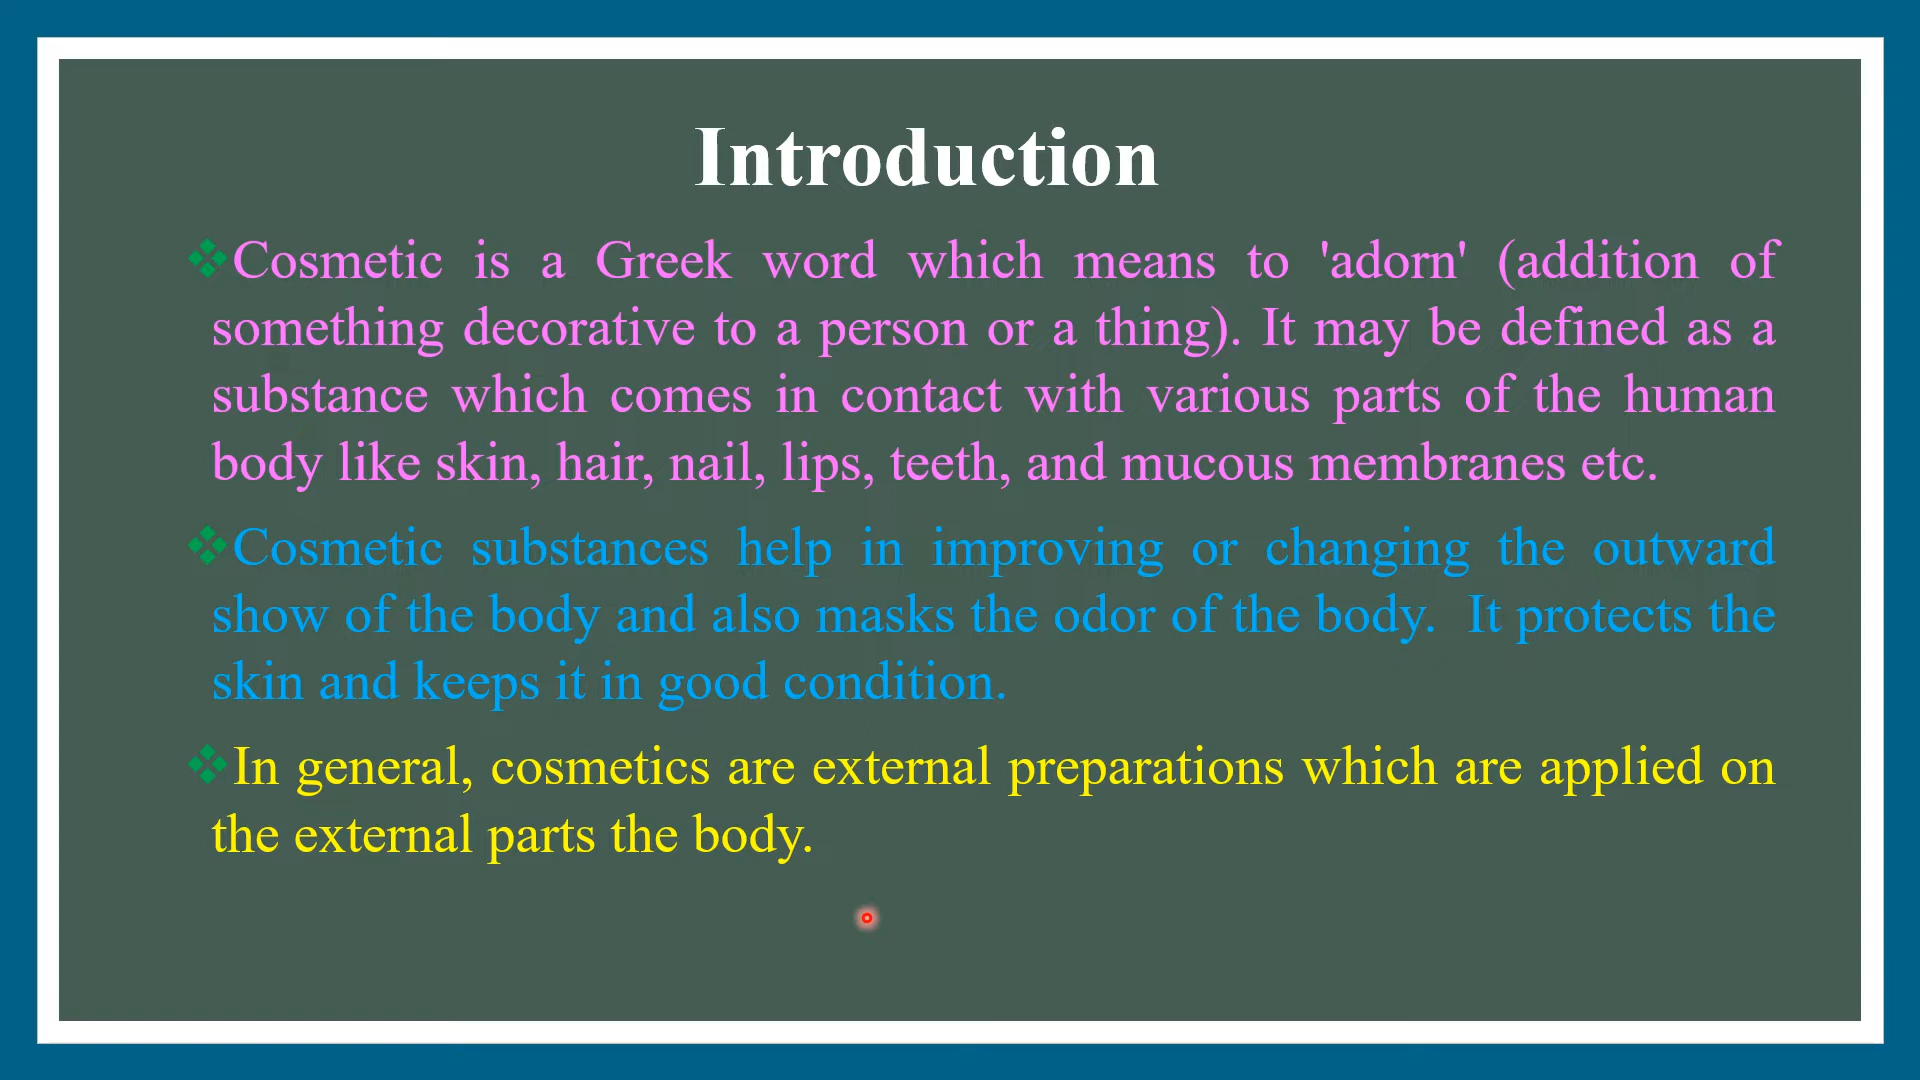 Introduction
❖Cosmetic is a Greek word which means to 'adorn' (addition of
something decorative to a person or a thing). It may be defined as a
substance which comes in contact with various parts of the human
body like skin, hair, nail, lips, teeth, and mucous membranes etc.
❖Cosmetic substances help in improving or changing the outward
show of the body and also masks the odor of the body.  It protects the
skin and keeps it in good condition.
❖In general, cosmetics are external preparations which are applied on
the external parts the body.